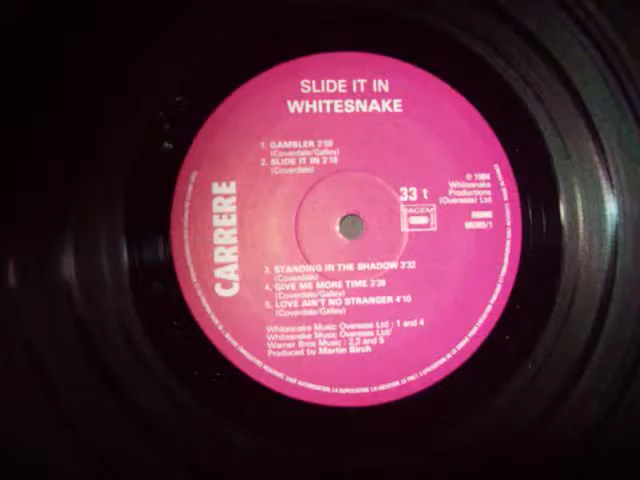 SLIDE IT IN
WHITESNAKE
1. GAMBLER 3'58
(Coverdale/Galley)
2. SLIDE IT IN 3'18
(Coverdale)
CARRERE
33 t
SACEM
℗ 1984
Whitesnake
Productions
(Overseas) Ltd
3. STANDING IN THE SHADOW 3'32
(Coverdale)
4. GIVE ME MORE TIME 3'39
(Coverdale/Galley)
5. LOVE AIN'T NO STRANGER 4'10
(Coverdale/Galley)
Whitesnake Music Overseas Ltd : 1 and 4
Whitesnake Music Overseas Ltd/
Warner Bros Music : 2,3 and 5
Produced by Martin Birch